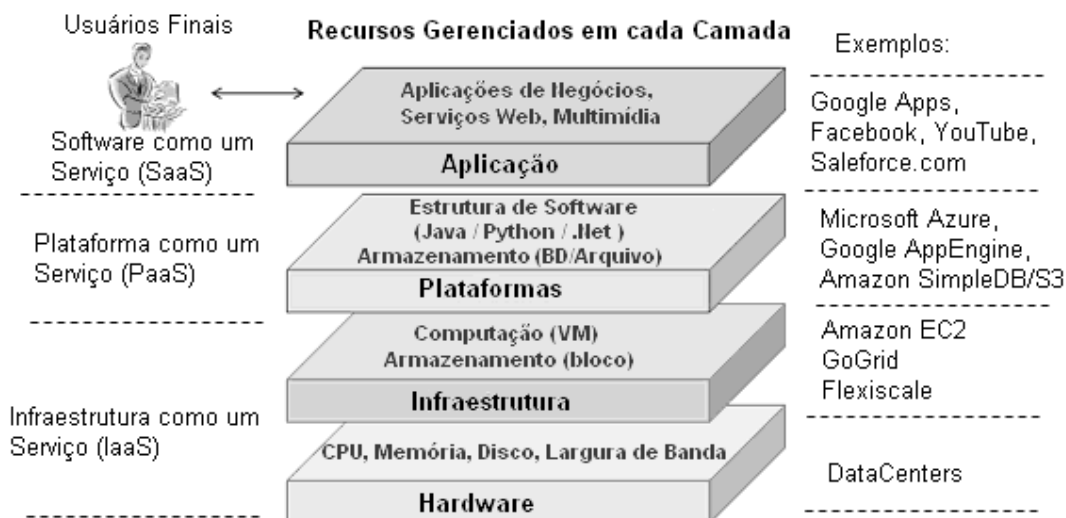 Usuários Finais
Recursos Gerenciados em cada Camada
Exemplos:
Aplicações de Negócios,
Serviços Web, Multimídia
Aplicação
Software como um
Serviço (SaaS)
Google Apps,
Facebook, YouTube,
Saleforce.com
Estrutura de Software
(Java / Python / .Net )
Armazenamento (BD/Arquivo)
Plataformas
Plataforma como um
Serviço (PaaS)
Microsoft Azure,
Google AppEngine,
Amazon SimpleDB/S3
Computação (VM)
Armazenamento (bloco)
Infraestrutura
Amazon EC2
GoGrid
Flexiscale
Infraestrutura como um
Serviço (IaaS)
CPU, Memória, Disco, Largura de Banda
Hardware
DataCenters